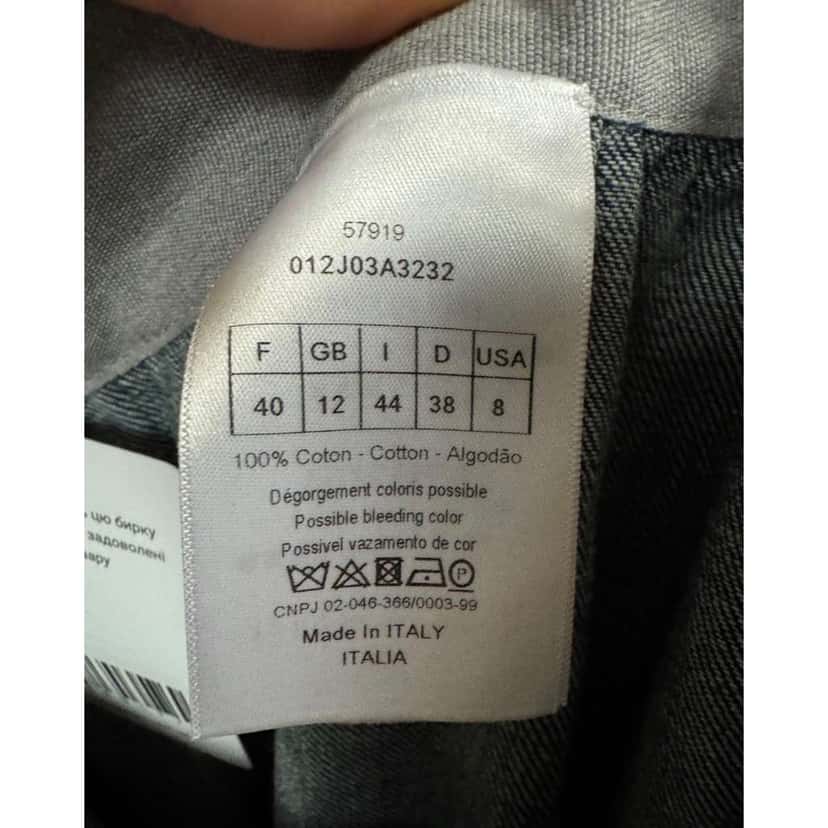 57919
012J03A3232
F GB I D USA
40 12 44 38 8
100% Coton - Cotton - Algodão
Dégorgement coloris possible
Possible bleeding color
Possivel vazamento de cor
P
CNPJ 02-046-366/0003-99
Made In ITALY
ITALIA
цю бирку
задоволені